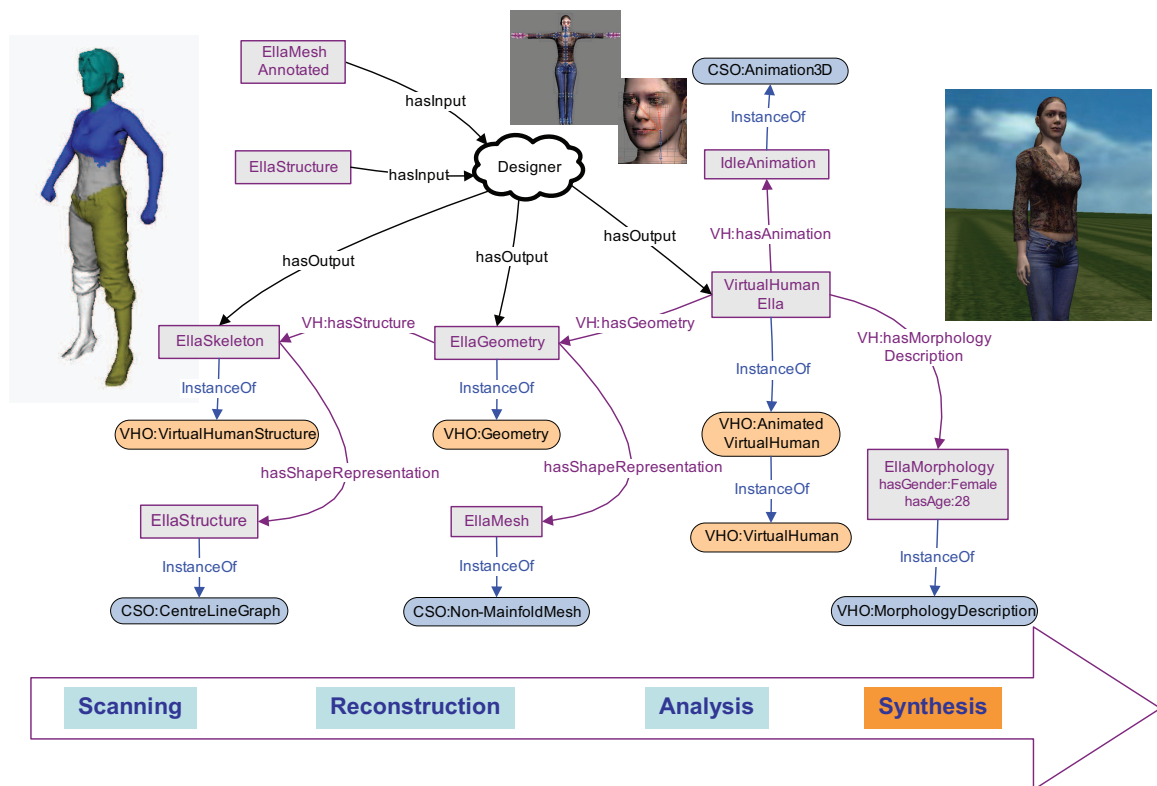 EllaMesh
Annotated
hasInput
EllaStructure
hasInput
Designer
CSO:Animation3D
InstanceOf
IdleAnimation
VH:hasAnimation
hasOutput
hasOutput
hasOutput
VirtualHuman
Ella
VH:hasStructure
VH:hasGeometry
EllaSkeleton
EllaGeometry
VH:hasMorphology
Description
InstanceOf
InstanceOf
InstanceOf
VHO:VirtualHumanStructure
VHO:Geometry
VHO:Animated
VirtualHuman
hasShapeRepresentation
hasShapeRepresentation
EllaMorphology
hasGender:Female
hasAge:28
InstanceOf
EllaStructure
EllaMesh
VHO:VirtualHuman
InstanceOf
InstanceOf
InstanceOf
CSO:CentreLineGraph
CSO:Non-MainfoldMesh
VHO:MorphologyDescription
Scanning
Reconstruction
Analysis
Synthesis